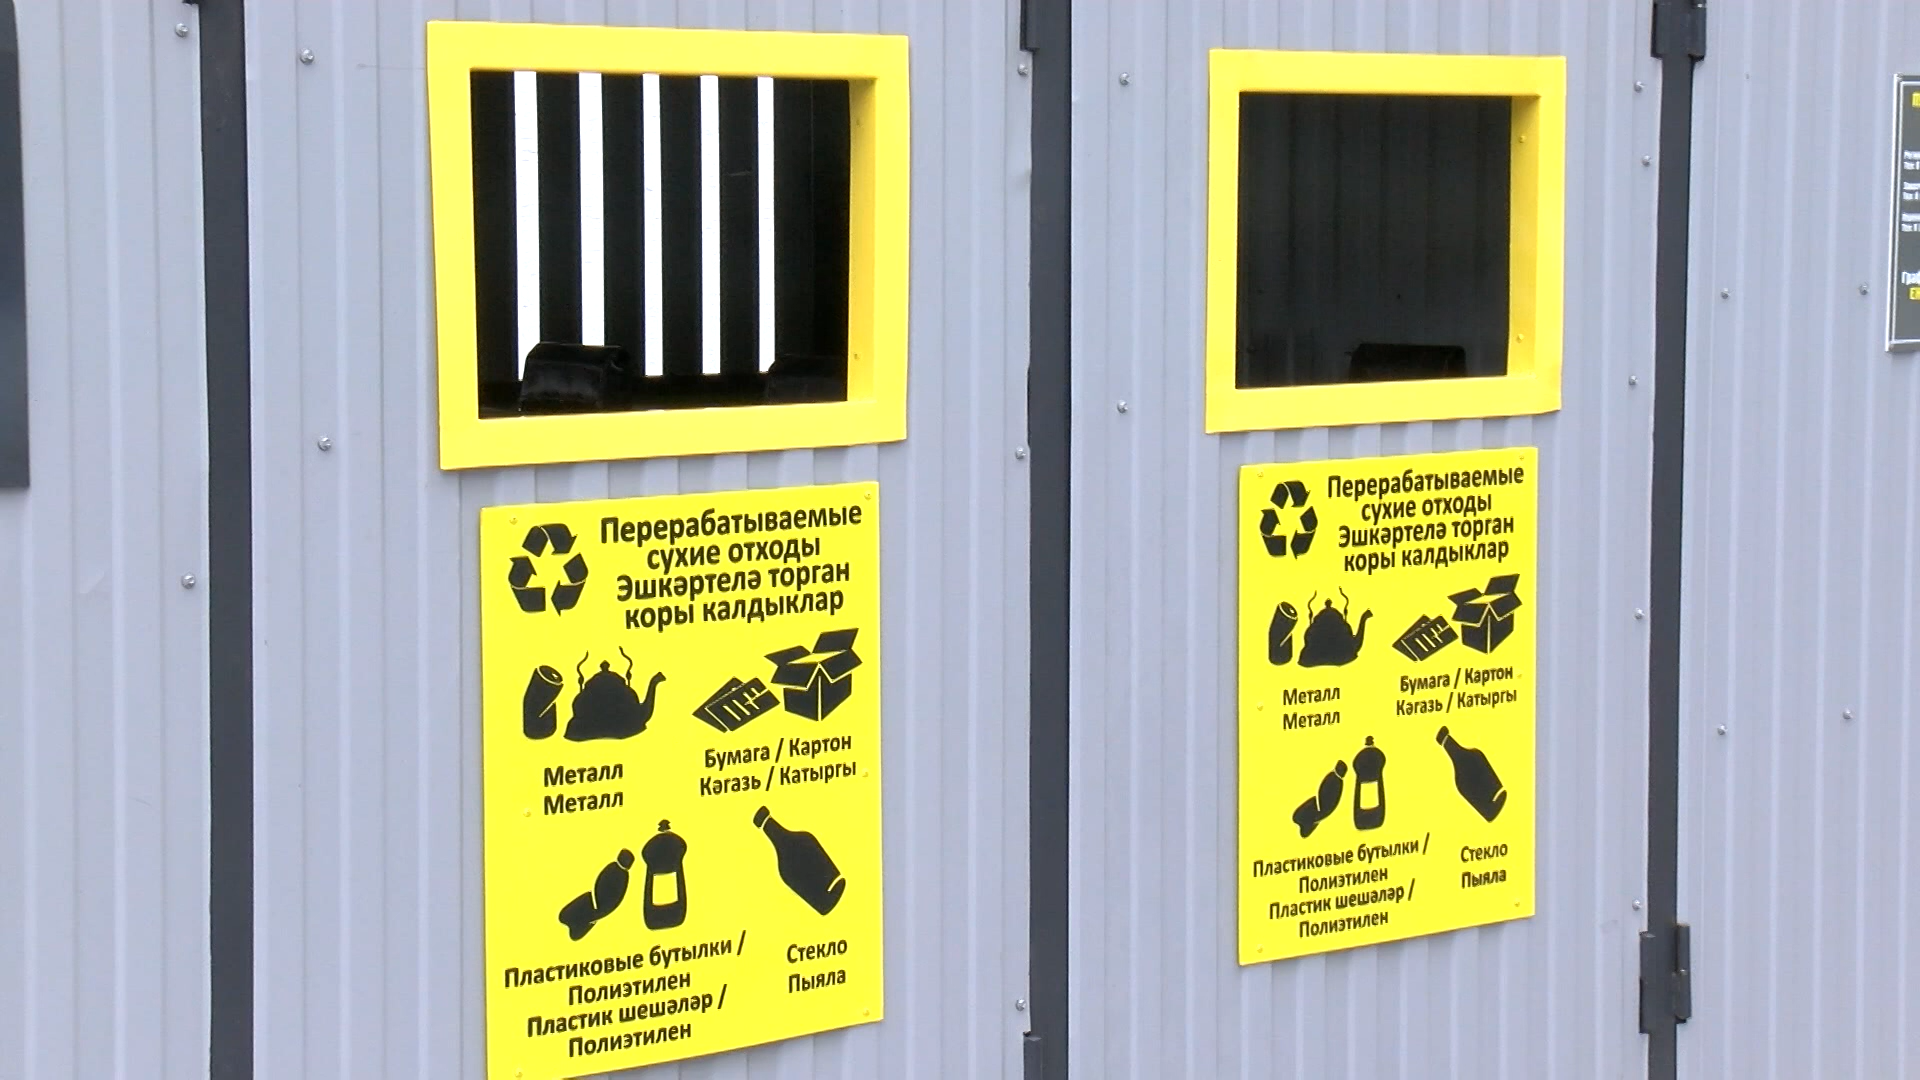 Перерабатываемые
сухие отходы
Эшкәртелә торган
коры калдыклар
Металл
Металл
Бумага / Картон
Кәгазь / Катыргы
Пластиковые бутылки /
Полиэтилен
Пластик шешәләр /
Полиэтилен
Стекло
Пыяла
Перерабатываемые
сухие отходы
Эшкәртелә торган
коры калдыклар
Металл
Металл
Бумага / Картон
Кәгазь / Катыргы
Пластиковые бутылки /
Полиэтилен
Пластик шешәләр /
Полиэтилен
Стекло
Пыяла